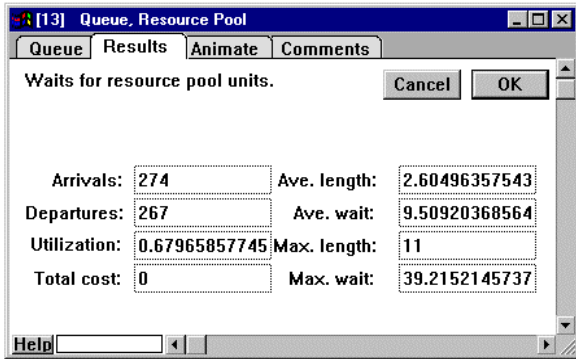 [13] Queue, Resource Pool
Queue Results Animate Comments
Waits for resource pool units. Cancel OK
Arrivals: 274 Ave. length: 2.60496357543
Departures: 267 Ave. wait: 9.50920368564
Utilization: 0.67965857745 Max. length: 11
Total cost: 0 Max. wait: 39.2152145737
Help